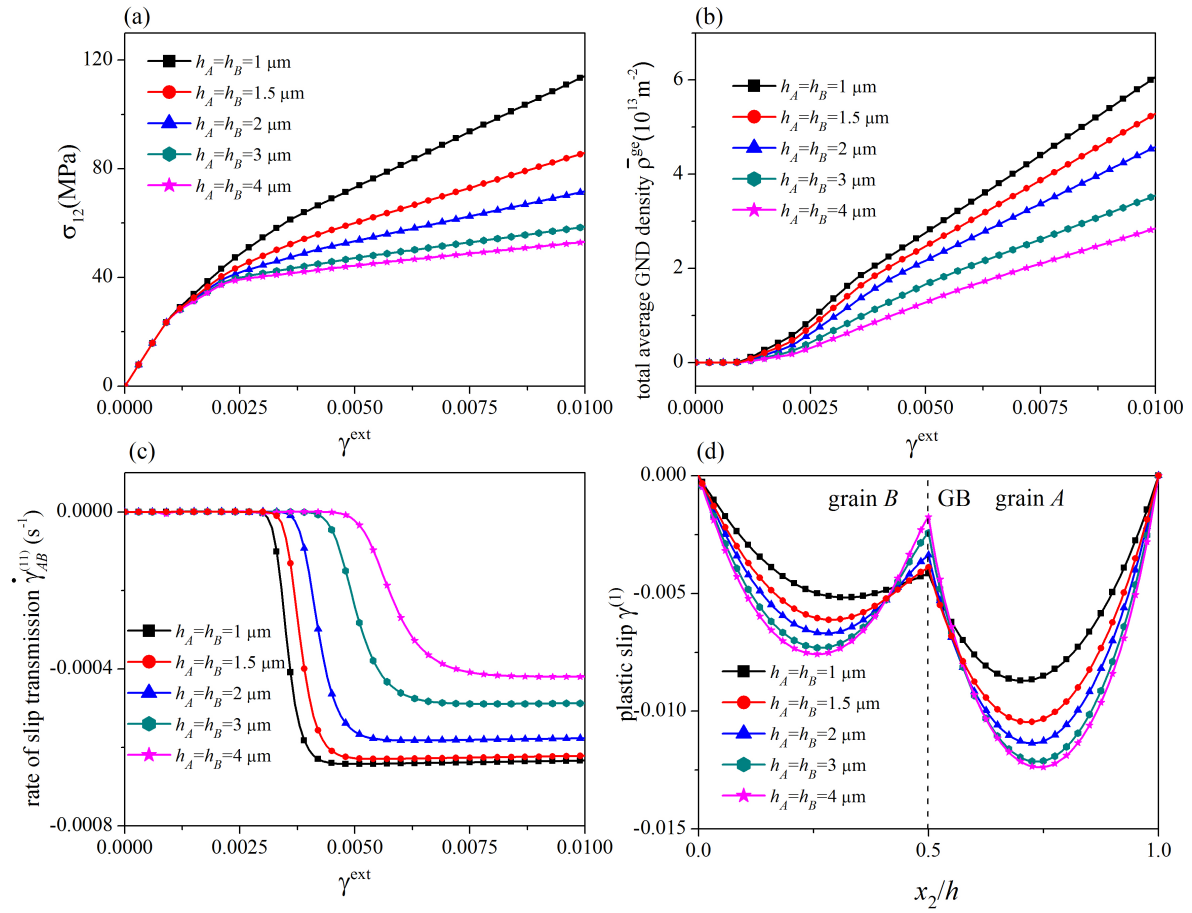 (a)
120
80
40
0
σ12(MPa)
hA=hB=1 μm
hA=hB=1.5 μm
hA=hB=2 μm
hA=hB=3 μm
hA=hB=4 μm
0.0000 0.0025 0.0050 0.0075 0.0100
γ^ext
(b)
6
4
2
0
total average GND density ρ̄^ge(10^13 m^-2)
hA=hB=1 μm
hA=hB=1.5 μm
hA=hB=2 μm
hA=hB=3 μm
hA=hB=4 μm
0.0000 0.0025 0.0050 0.0075 0.0100
γ^ext
(c)
0.0000
-0.0004
-0.0008
rate of slip transmission γ̇_AB^(11) (s^-1)
hA=hB=1 μm
hA=hB=1.5 μm
hA=hB=2 μm
hA=hB=3 μm
hA=hB=4 μm
0.0000 0.0025 0.0050 0.0075 0.0100
γ^ext
(d)
0.000
-0.005
-0.010
-0.015
plastic slip γ^(1)
grain B GB grain A
hA=hB=1 μm
hA=hB=1.5 μm
hA=hB=2 μm
hA=hB=3 μm
hA=hB=4 μm
0.0 0.5 1.0
x2/h